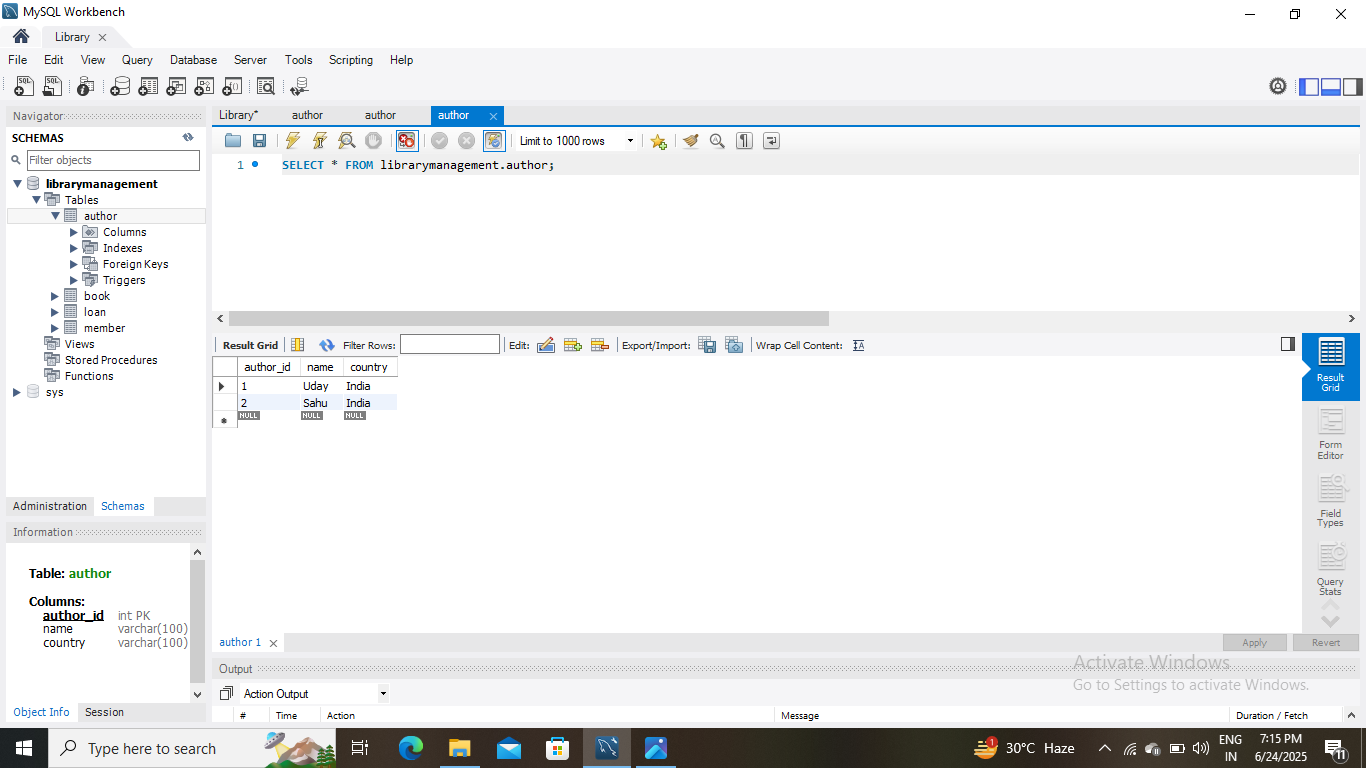 MySQL Workbench
Library
File Edit View Query Database Server Tools Scripting Help
Navigator
SCHEMAS
Filter objects
librarymanagement
Tables
author
Columns
Indexes
Foreign Keys
Triggers
book
loan
member
Views
Stored Procedures
Functions
sys
Administration Schemas
Information
Table: author
Columns:
author_id int PK
name varchar(100)
country varchar(100)
Object Info Session
Library* author author author
Limit to 1000 rows
1 SELECT * FROM librarymanagement.author;
Result Grid Filter Rows: Edit: Export/Import: Wrap Cell Content:
author_id name country
1 Uday India
2 Sahu India
NULL NULL NULL
Result
Grid
Form
Editor
Field
Types
Query
Stats
author 1
Apply Revert
Output
Activate Windows
Go to Settings to activate Windows.
Action Output
# Time Action Message Duration / Fetch
Type here to search
1
30°C Haze
ENG
IN
7:15 PM
6/24/2025
11